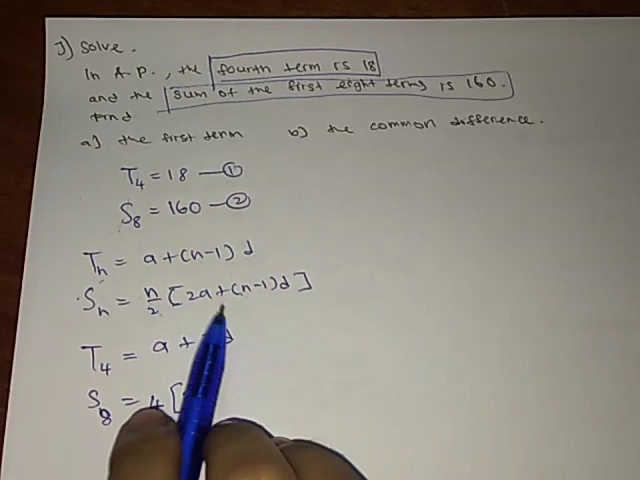 J) Solve.
In A.P., the fourth term is 18
and the sum of the first eight terms is 160.
Find
a) the first term b) the common difference.
T4 = 18 —①
S8 = 160 —②
Tn = a+(n-1)d
Sn = n/2 [2a+(n-1)d]
T4 = a +
S8 = 4[